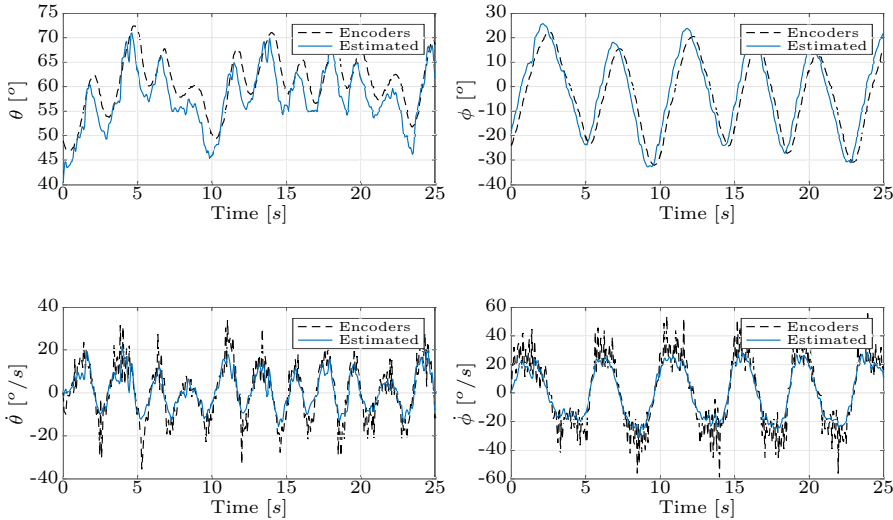 75
70
65
60
55
50
45
40
θ [°]
0 5 10 15 20 25
Time [s]
Encoders
Estimated
30
20
10
0
-10
-20
-30
-40
ϕ [°]
0 5 10 15 20 25
Time [s]
Encoders
Estimated
40
20
0
-20
-40
θ̇ [°/s]
0 5 10 15 20 25
Time [s]
Encoders
Estimated
60
40
20
0
-20
-40
-60
ϕ̇ [°/s]
0 5 10 15 20 25
Time [s]
Encoders
Estimated